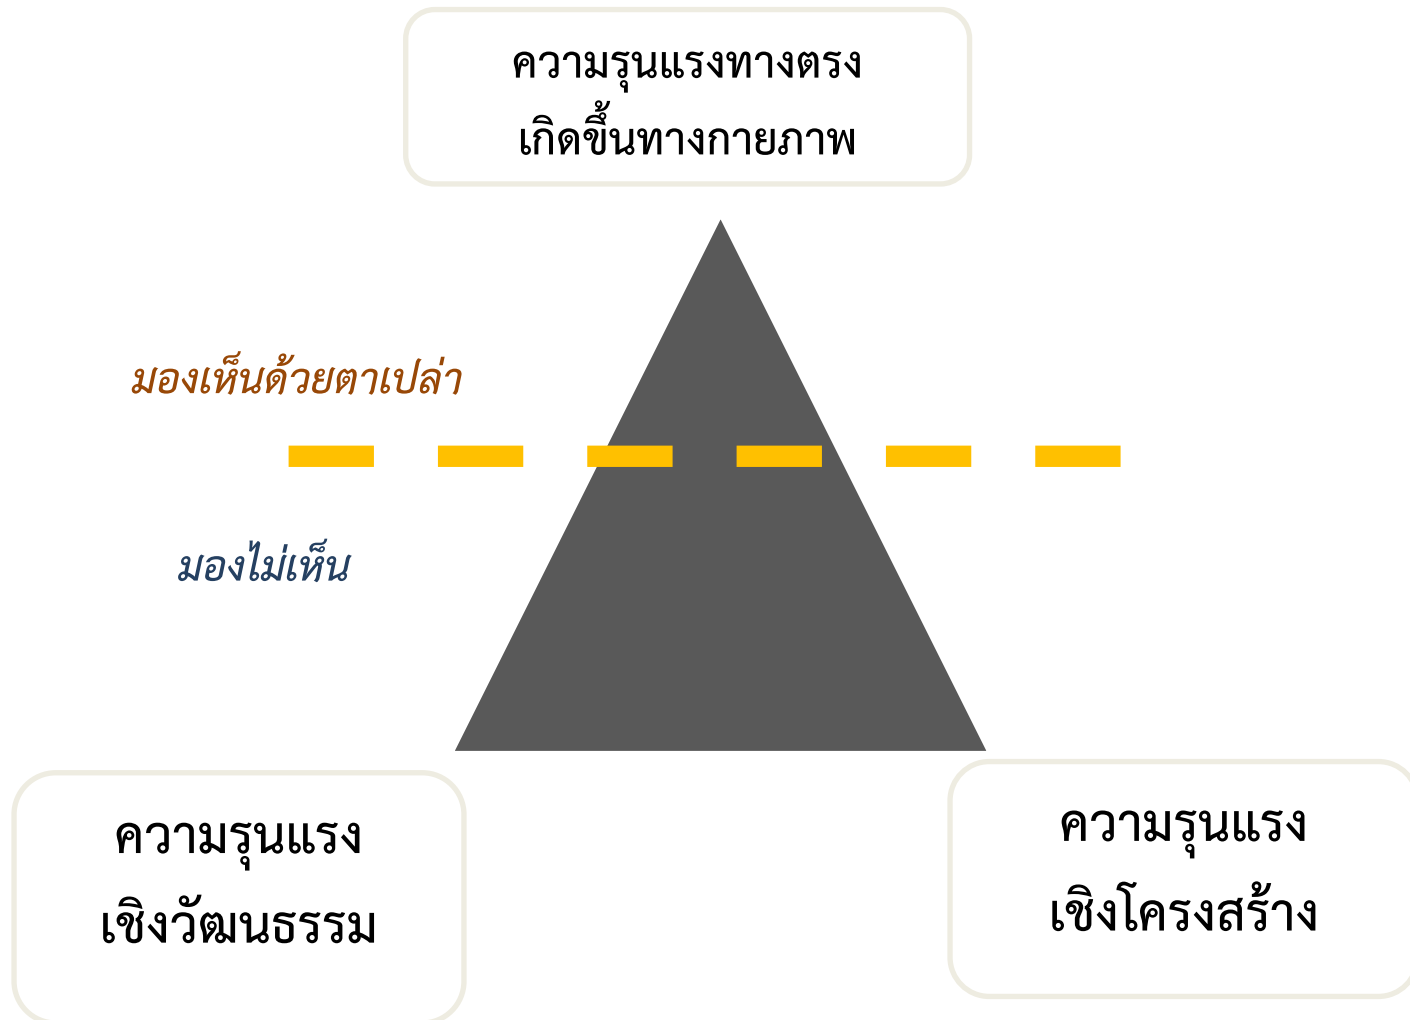 ความรุนแรงทางตรง
เกิดขึ้นทางกายภาพ
มองเห็นด้วยตาเปล่า
มองไม่เห็น
ความรุนแรง
เชิงวัฒนธรรม
ความรุนแรง
เชิงโครงสร้าง